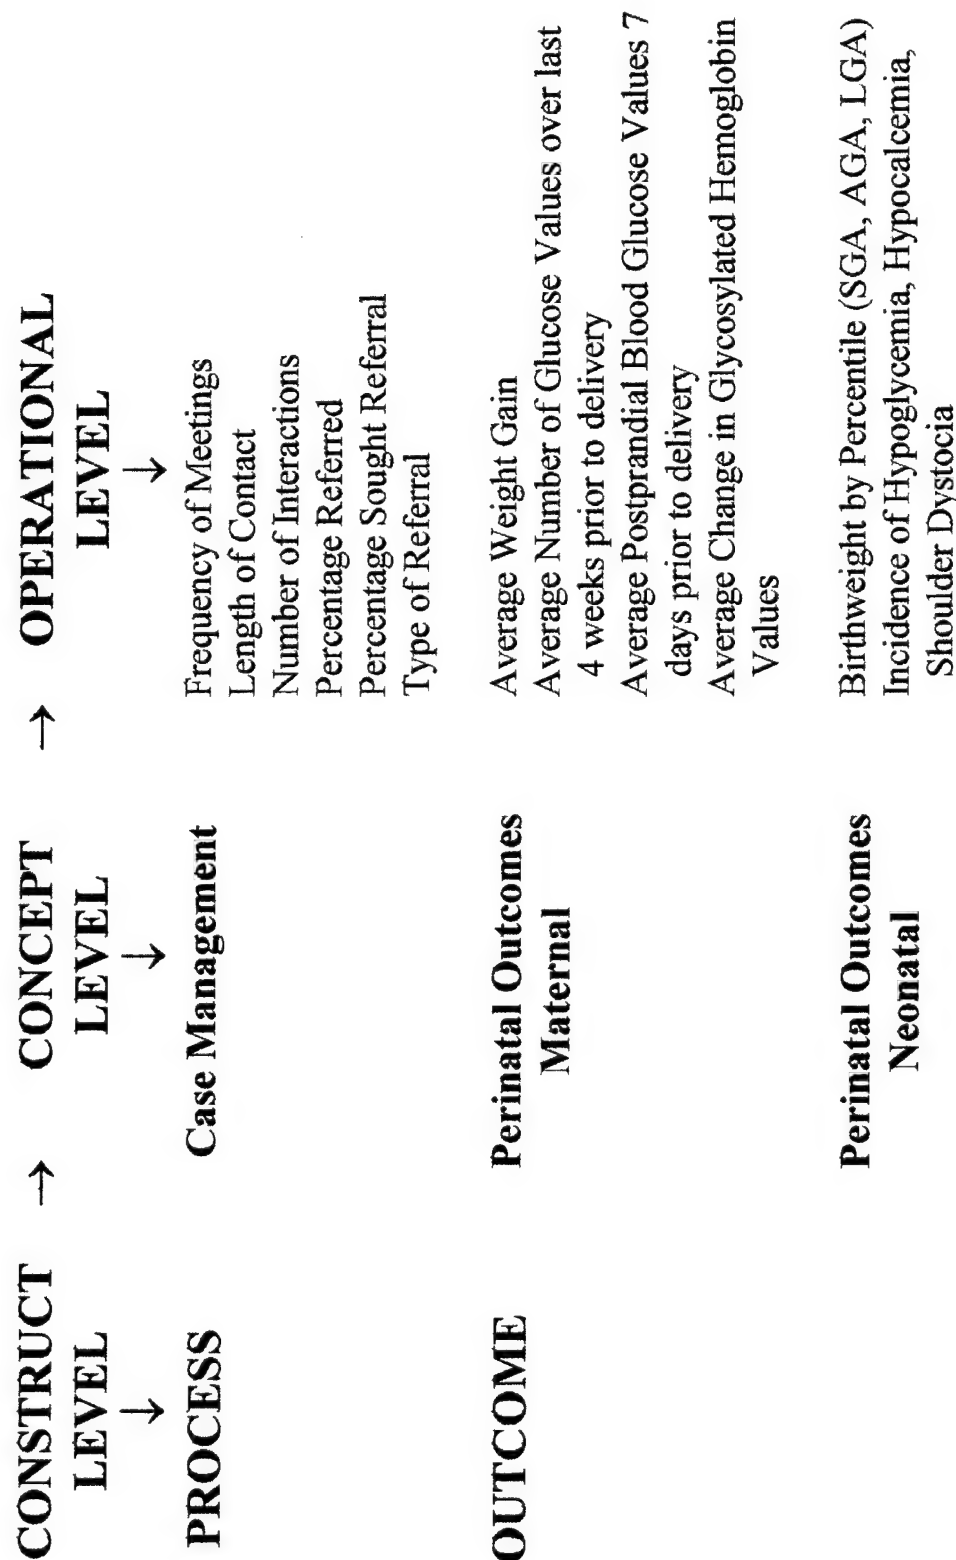 CONSTRUCT → CONCEPT → OPERATIONAL
LEVEL LEVEL LEVEL
↓ ↓ ↓
PROCESS Case Management Frequency of Meetings
Length of Contact
Number of Interactions
Percentage Referred
Percentage Sought Referral
Type of Referral
OUTCOME Perinatal Outcomes Average Weight Gain
Maternal Average Number of Glucose Values over last
4 weeks prior to delivery
Average Postprandial Blood Glucose Values 7
days prior to delivery
Average Change in Glycosylated Hemoglobin
Values
Perinatal Outcomes Birthweight by Percentile (SGA, AGA, LGA)
Neonatal Incidence of Hypoglycemia, Hypocalcemia,
Shoulder Dystocia